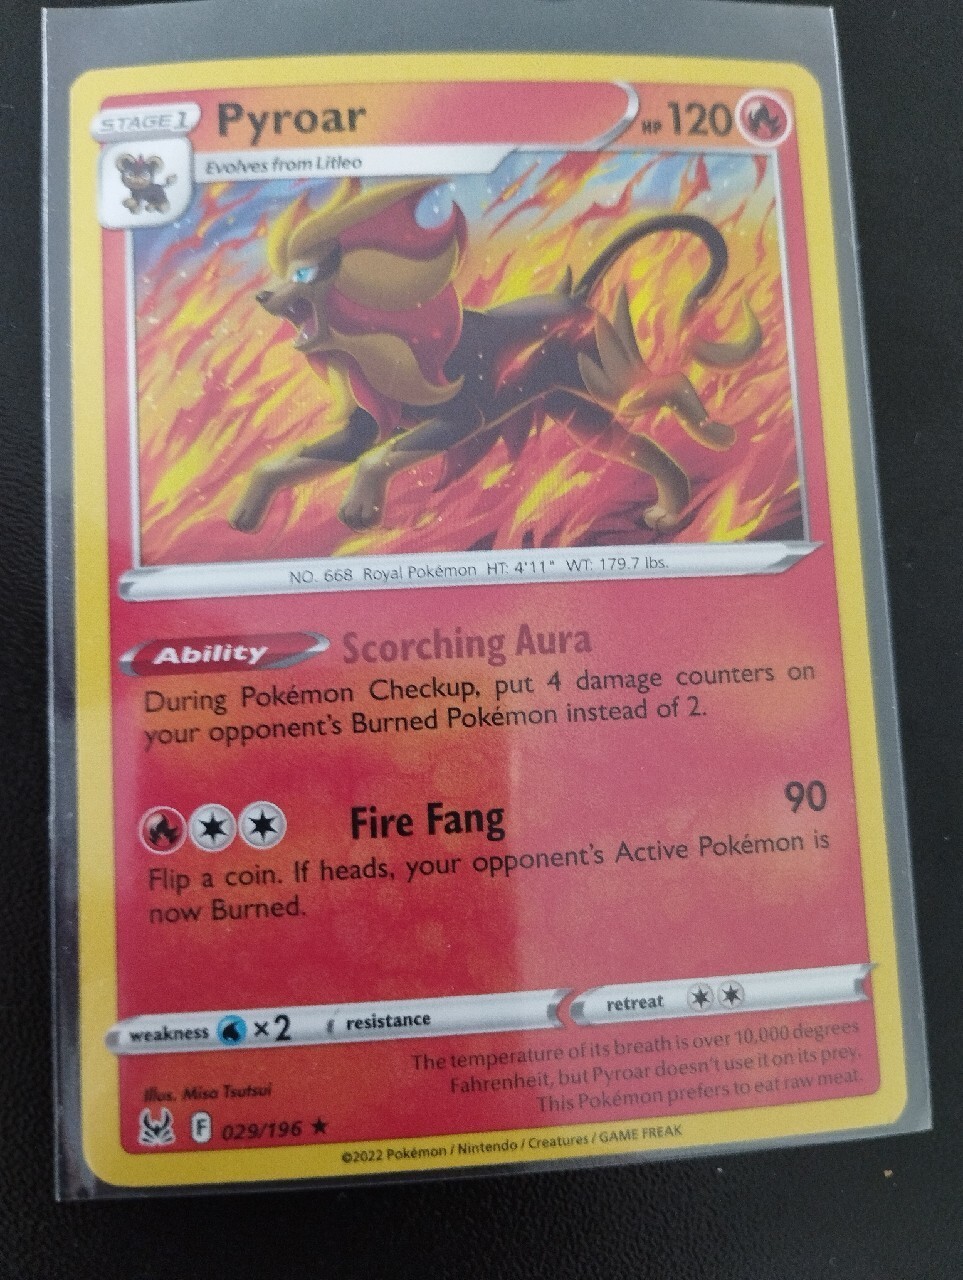 STAGE 1 Pyroar HP 120
Evolves from Litleo
NO. 668 Royal Pokémon HT: 4'11" WT: 179.7 lbs.
Ability Scorching Aura
During Pokémon Checkup, put 4 damage counters on
your opponent's Burned Pokémon instead of 2.
Fire Fang 90
Flip a coin. If heads, your opponent's Active Pokémon is
now Burned.
weakness ×2 resistance retreat
The temperature of its breath is over 10,000 degrees
Fahrenheit, but Pyroar doesn't use it on its prey.
This Pokémon prefers to eat raw meat.
Illus. Misa Tsutsui
F 029/196 ★
©2022 Pokémon / Nintendo / Creatures / GAME FREAK